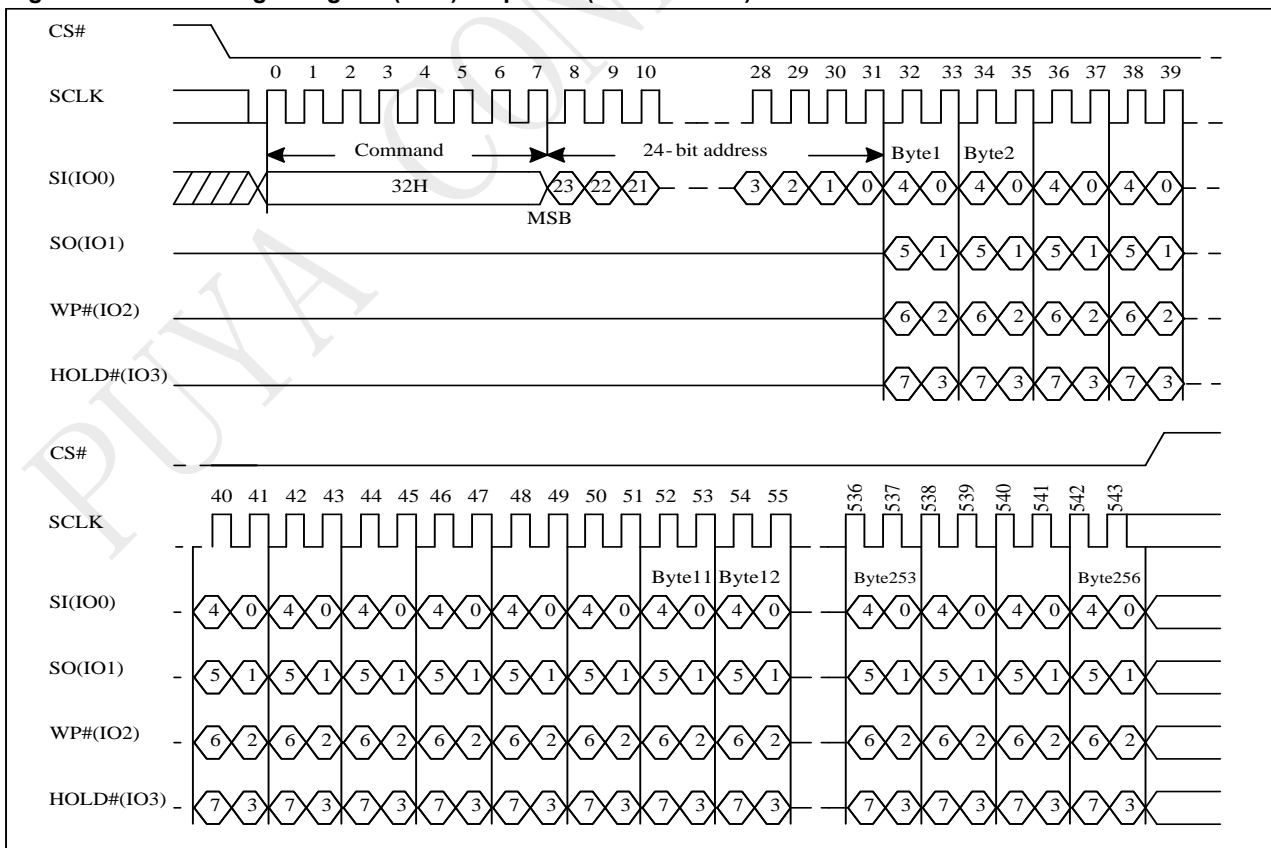 CS#
0 1 2 3 4 5 6 7 8 9 10 28 29 30 31 32 33 34 35 36 37 38 39
SCLK
Command 24-bit address Byte1 Byte2
SI(IO0) 32H 23 22 21 3 2 1 0 4 0 4 0 4 0 4 0
MSB
SO(IO1) 5 1 5 1 5 1 5 1
WP#(IO2) 6 2 6 2 6 2 6 2
HOLD#(IO3) 7 3 7 3 7 3 7 3
CS#
40 41 42 43 44 45 46 47 48 49 50 51 52 53 54 55 536 537 538 539 540 541 542 543
SCLK
Byte11 Byte12 Byte253 Byte256
SI(IO0) 4 0 4 0 4 0 4 0 4 0 4 0 4 0 4 0 4 0 4 0 4 0 4 0
SO(IO1) 5 1 5 1 5 1 5 1 5 1 5 1 5 1 5 1 5 1 5 1 5 1 5 1
WP#(IO2) 6 2 6 2 6 2 6 2 6 2 6 2 6 2 6 2 6 2 6 2 6 2 6 2
HOLD#(IO3) 7 3 7 3 7 3 7 3 7 3 7 3 7 3 7 3 7 3 7 3 7 3 7 3
PUYA